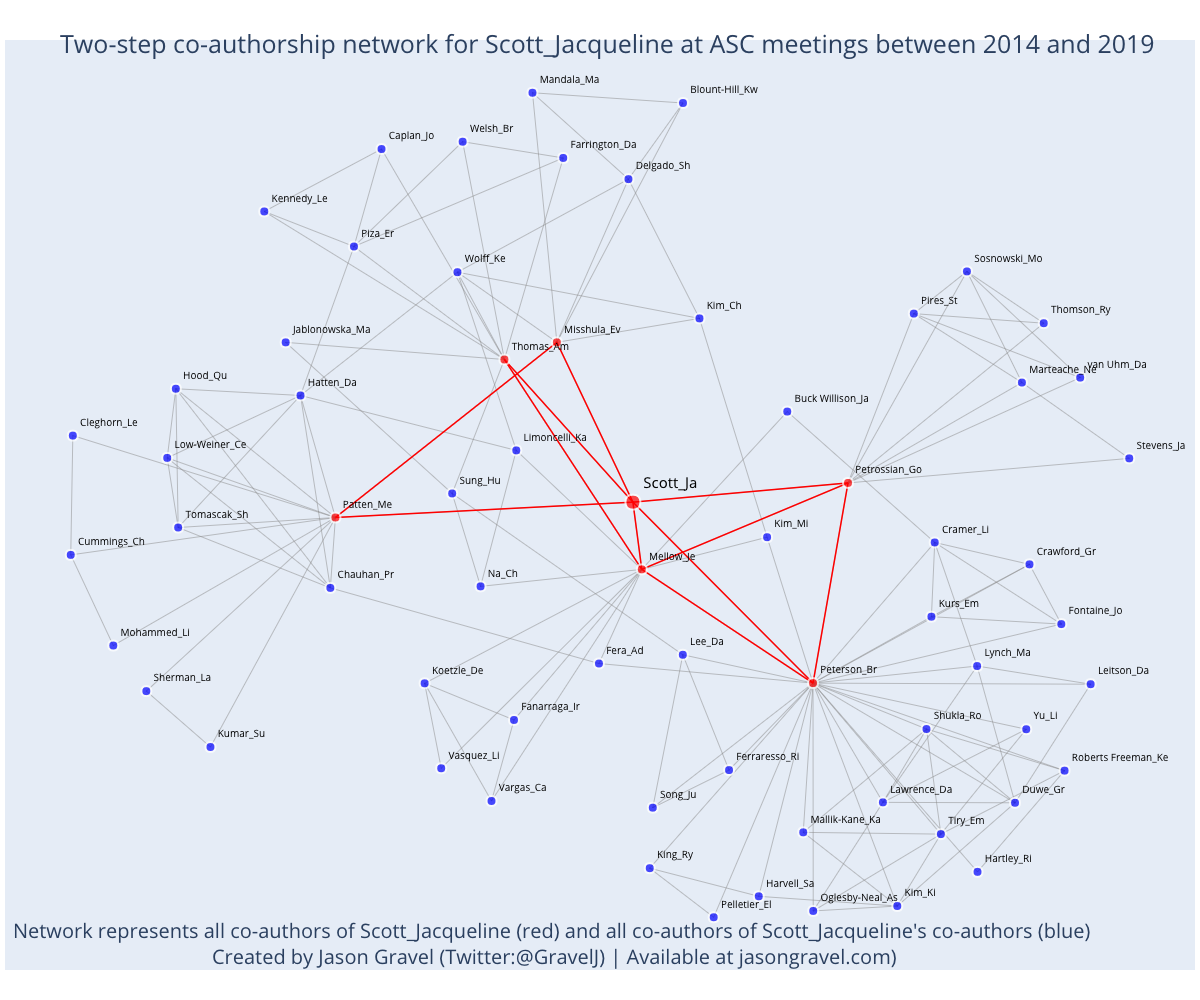 Two-step co-authorship network for Scott_Jacqueline at ASC meetings between 2014 and 2019
Mandala_Ma
Blount-Hill_Kw
Welsh_Br
Caplan_Jo
Farrington_Da
Delgado_Sh
Kennedy_Le
Piza_Er
Wolff_Ke
Sosnowski_Mo
Pires_St
Kim_Ch
Thomson_Ry
Jablonowska_Ma
Misshula_Ev
Thomas_Am
van Uhm_Da
Marteache_Ne
Hood_Qu
Hatten_Da
Buck Willison_Ja
Cleghorn_Le
Low-Weiner_Ce
Limoncelli_Ka
Stevens_Ja
Petrossian_Go
Sung_Hu
Scott_Ja
Patten_Me
Tomascak_Sh
Kim_Mi
Cramer_Li
Cummings_Ch
Mellow_Je
Crawford_Gr
Chauhan_Pr
Na_Ch
Kurs_Em
Fontaine_Jo
Mohammed_Li
Lee_Da
Fera_Ad
Lynch_Ma
Koetzle_De
Peterson_Br
Leitson_Da
Sherman_La
Fanarraga_Ir
Shukla_Ro
Yu_Li
Kumar_Su
Vasquez_Li
Ferraresso_Ri
Roberts Freeman_Ke
Vargas_Ca
Song_Ju
Lawrence_Da
Duwe_Gr
Mallik-Kane_Ka
Tiry_Em
King_Ry
Hartley_Ri
Harvell_Sa
Oglesby-Neal_As
Kim_Ki
Pelletier_El
Network represents all co-authors of Scott_Jacqueline (red) and all co-authors of Scott_Jacqueline's co-authors (blue)
Created by Jason Gravel (Twitter:@GravelJ) | Available at jasongravel.com)